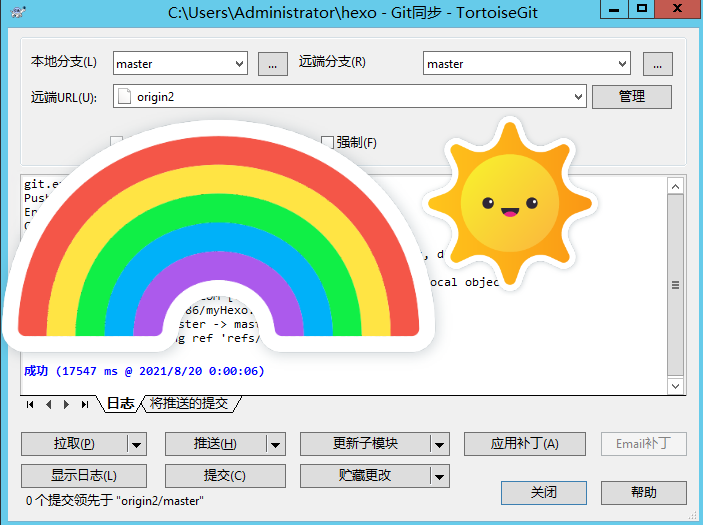 C:\Users\Administrator\hexo - Git同步 - TortoiseGit
本地分支(L) master ... 远端分支(R) master ...
远端URL(U): origin2 管理
强制(F)
git.e
Push
En
, d
ocal objec
86/myHexo.
ster -> mast
ng ref 'refs/
成功 (17547 ms @ 2021/8/20 0:00:06)
日志 将推送的提交
拉取(P) 推送(H) 更新子模块 应用补丁(A) Email补丁
显示日志(L) 提交(C) 贮藏更改
0 个提交领先于 "origin2/master" 关闭 帮助